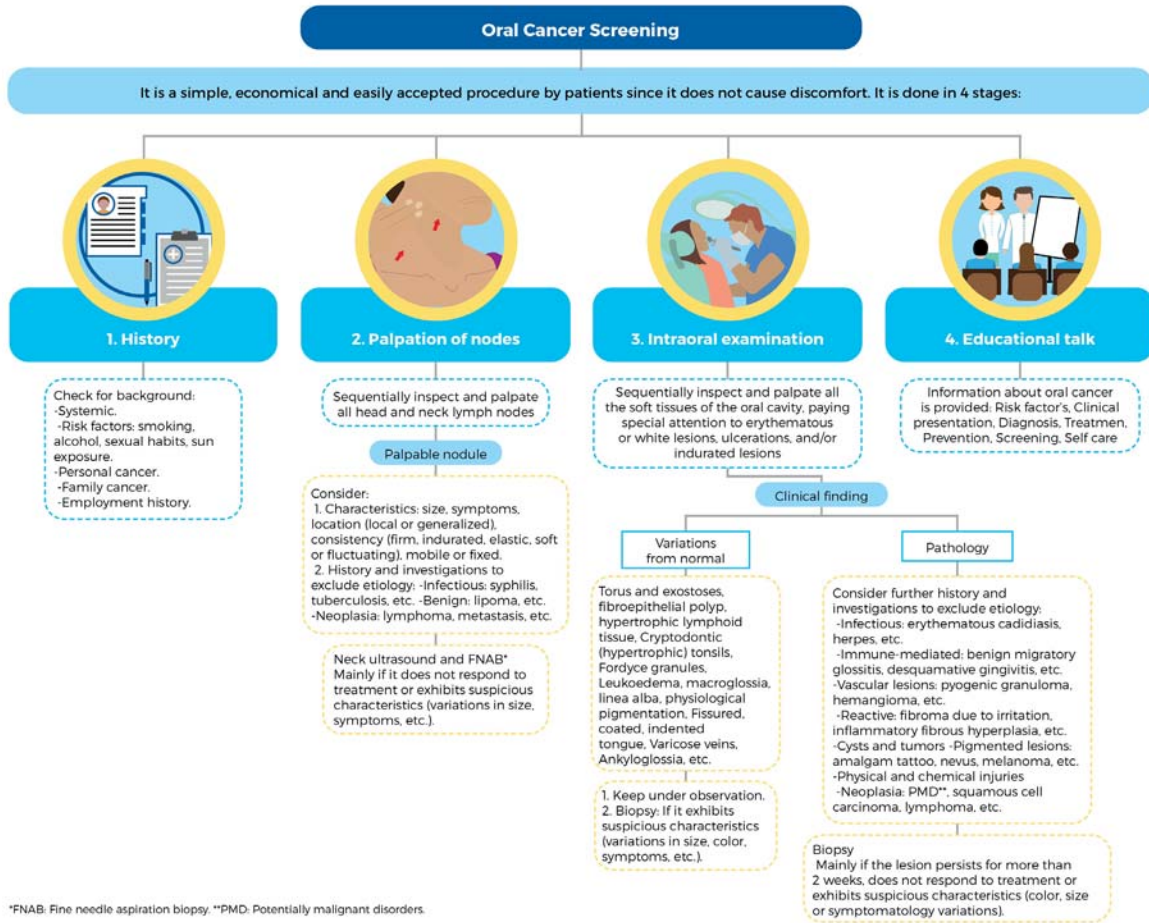 Oral Cancer Screening
It is a simple, economical and easily accepted procedure by patients since it does not cause discomfort. It is done in 4 stages:
1. History
Check for background:
-Systemic.
-Risk factors: smoking,
alcohol, sexual habits, sun
exposure.
-Personal cancer.
-Family cancer.
-Employment history.
2. Palpation of nodes
Sequentially inspect and palpate
all head and neck lymph nodes
Palpable nodule
Consider:
1. Characteristics: size, symptoms,
location (local or generalized),
consistency (firm, indurated, elastic, soft
or fluctuating), mobile or fixed.
2. History and investigations to
exclude etiology: -Infectious: syphilis,
tuberculosis, etc. -Benign: lipoma, etc.
-Neoplasia: lymphoma, metastasis, etc.
Neck ultrasound and FNAB*
Mainly if it does not respond to
treatment or exhibits suspicious
characteristics (variations in size,
symptoms, etc.).
3. Intraoral examination
Sequentially inspect and palpate all
the soft tissues of the oral cavity, paying
special attention to erythematous
or white lesions, ulcerations, and/or
indurated lesions
Clinical finding
Variations
from normal
Torus and exostoses,
fibroepithelial polyp,
hypertrophic lymphoid
tissue, Cryptodontic
(hypertrophic) tonsils,
Fordyce granules,
Leukoedema, macroglossia,
linea alba, physiological
pigmentation, Fissured,
coated, indented
tongue, Varicose veins,
Ankyloglossia, etc.
1. Keep under observation.
2. Biopsy: If it exhibits
suspicious characteristics
(variations in size, color,
symptoms, etc.).
Pathology
Consider further history and
investigations to exclude etiology:
-Infectious: erythematous cadidiasis,
herpes, etc.
-Immune-mediated: benign migratory
glossitis, desquamative gingivitis, etc.
-Vascular lesions: pyogenic granuloma,
hemangioma, etc.
-Reactive: fibroma due to irritation,
inflammatory fibrous hyperplasia, etc.
-Cysts and tumors -Pigmented lesions:
amalgam tattoo, nevus, melanoma, etc.
-Physical and chemical injuries
-Neoplasia: PMD**, squamous cell
carcinoma, lymphoma, etc.
Biopsy
Mainly if the lesion persists for more than
2 weeks, does not respond to treatment or
exhibits suspicious characteristics (color, size
or symptomatology variations).
4. Educational talk
Information about oral cancer
is provided: Risk factor's, Clinical
presentation, Diagnosis, Treatmen,
Prevention, Screening, Self care
*FNAB: Fine needle aspiration biopsy. **PMD: Potentially malignant disorders.